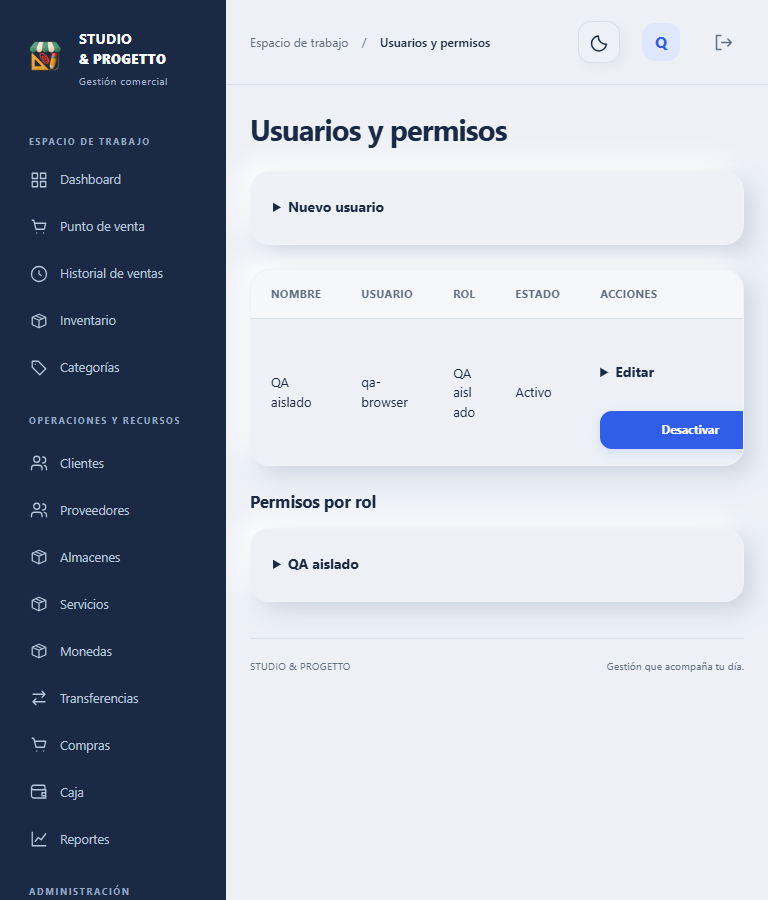 STUDIO
& PROGETTO
Gestión comercial
ESPACIO DE TRABAJO
Dashboard
Punto de venta
Historial de ventas
Inventario
Categorías
OPERACIONES Y RECURSOS
Clientes
Proveedores
Almacenes
Servicios
Monedas
Transferencias
Compras
Caja
Reportes
ADMINISTRACIÓN
Espacio de trabajo / Usuarios y permisos
Q
Usuarios y permisos
Nuevo usuario
NOMBRE USUARIO ROL ESTADO ACCIONES
QA
aislado
qa-
browser
QA
aisl
ado
Activo
Editar
Desactivar
Permisos por rol
QA aislado
STUDIO & PROGETTO
Gestión que acompaña tu día.